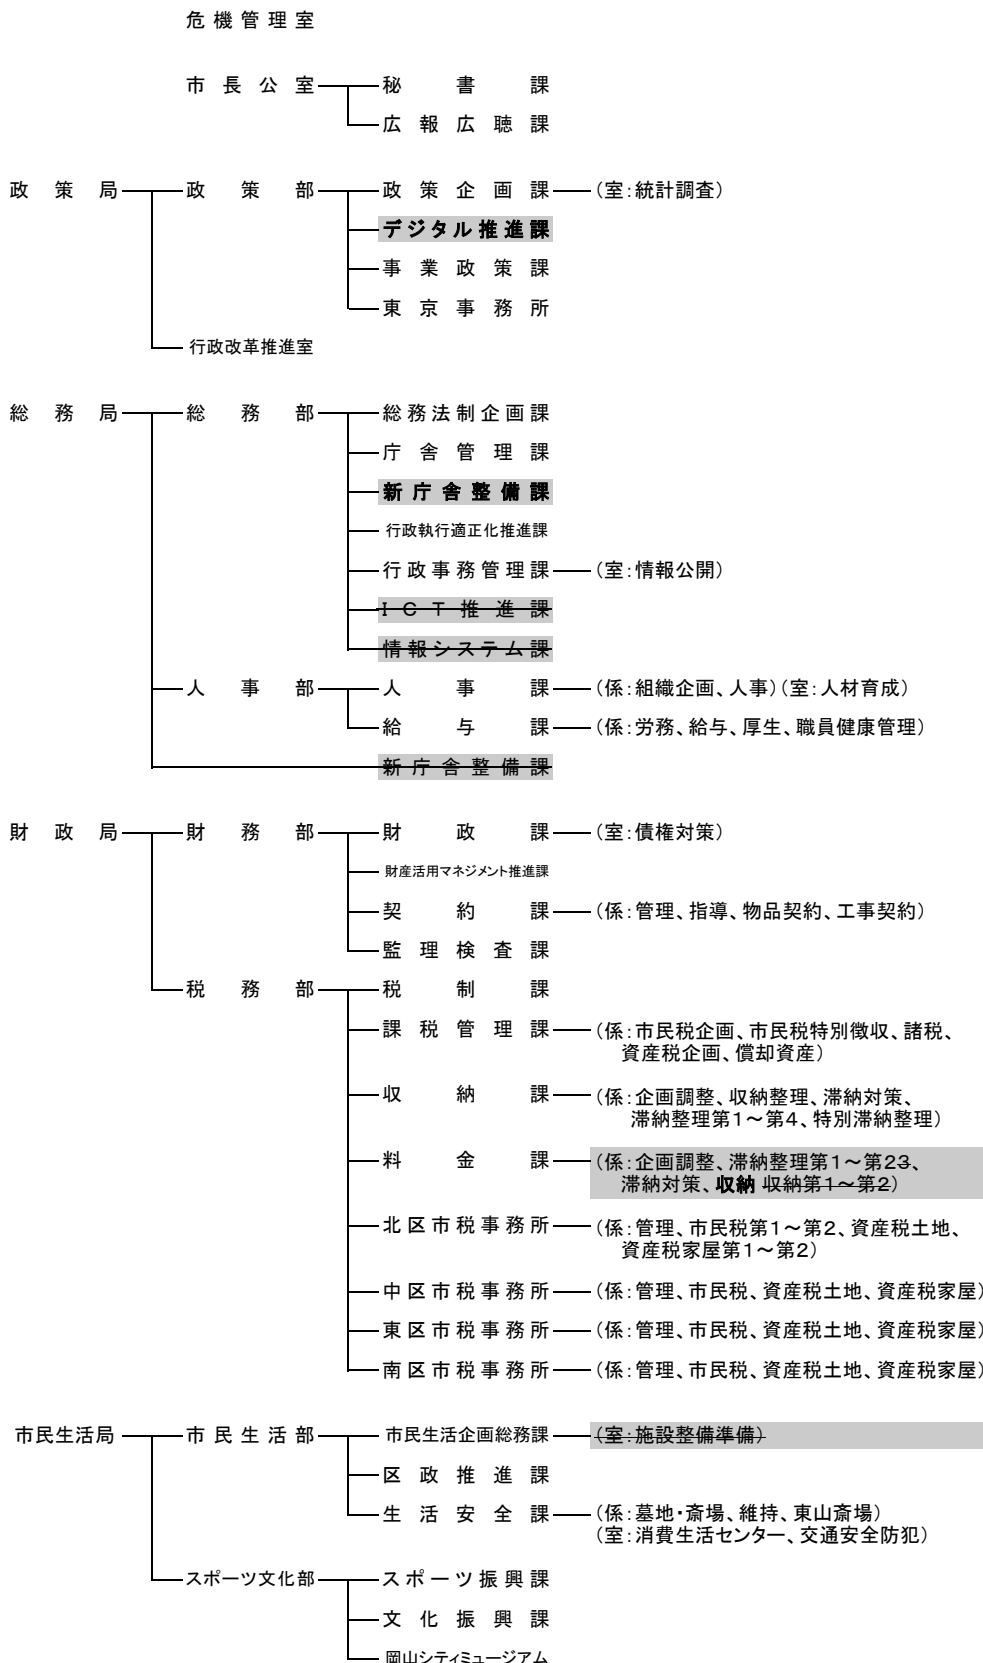 危機管理室
市長公室 秘書課
広報広聴課
政策局 政策部 政策企画課 (室:統計調査)
デジタル推進課
事業政策課
東京事務所
行政改革推進室
総務局 総務部 総務法制企画課
庁舎管理課
新庁舎整備課
行政執行適正化推進課
行政事務管理課 (室:情報公開)
ICT推進課
情報システム課
人事部 人事課 (係:組織企画、人事)(室:人材育成)
給与課 (係:労務、給与、厚生、職員健康管理)
新庁舎整備課
財政局 財務部 財政課 (室:債権対策)
財産活用マネジメント推進課
契約課 (係:管理、指導、物品契約、工事契約)
監理検査課
税務部 税制課
課税管理課 (係:市民税企画、市民税特別徴収、諸税、
資産税企画、償却資産)
収納課 (係:企画調整、収納整理、滞納対策、
滞納整理第1~第4、特別滞納整理)
料金課 (係:企画調整、滞納整理第1~第23、
滞納対策、収納 収納第1~第2)
北区市税事務所 (係:管理、市民税第1~第2、資産税土地、
資産税家屋第1~第2)
中区市税事務所 (係:管理、市民税、資産税土地、資産税家屋)
東区市税事務所 (係:管理、市民税、資産税土地、資産税家屋)
南区市税事務所 (係:管理、市民税、資産税土地、資産税家屋)
市民生活局 市民生活部 市民生活企画総務課 (室:施設整備準備)
区政推進課
生活安全課 (係:墓地・斎場、維持、東山斎場)
(室:消費生活センター、交通安全防犯)
スポーツ文化部 スポーツ振興課
文化振興課
岡山シティミュージアム